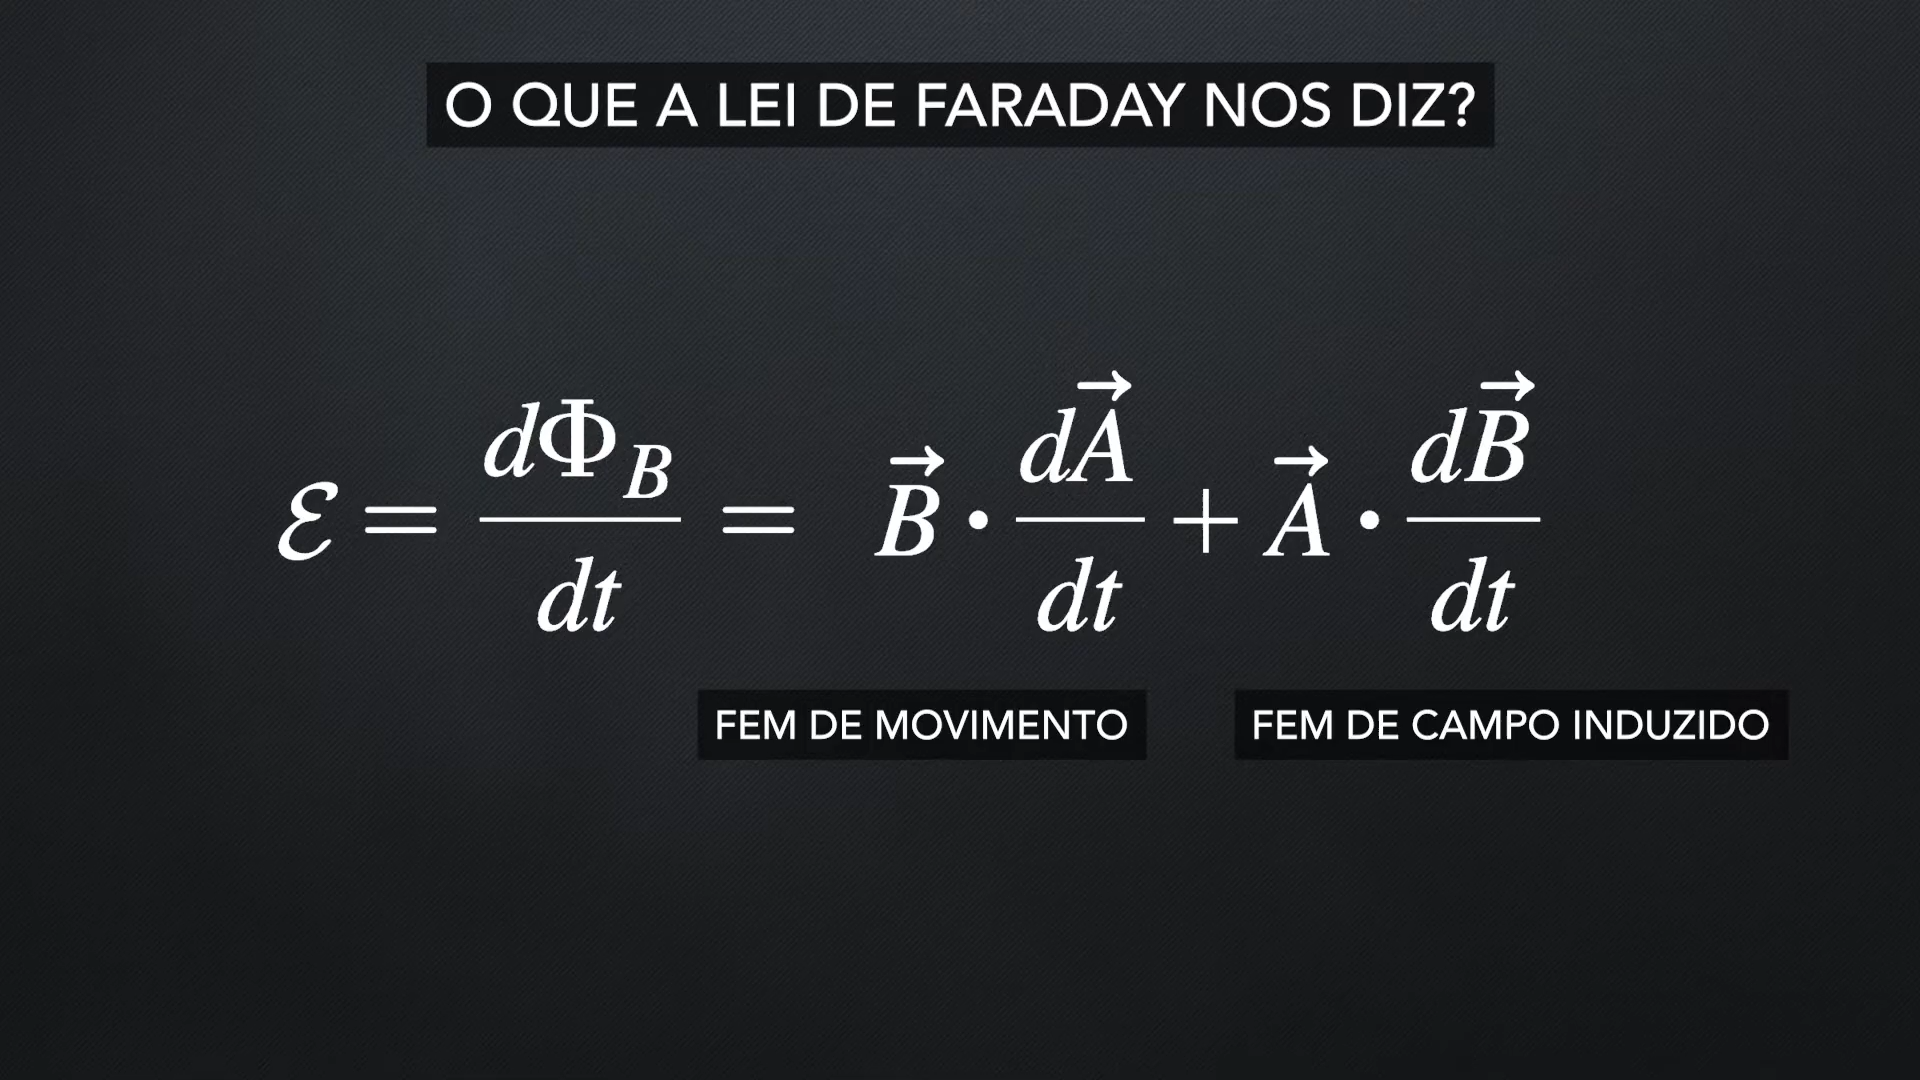 O QUE A LEI DE FARADAY NOS DIZ?
ℰ = dΦ_B/dt = B⃗ · dA⃗/dt + A⃗ · dB⃗/dt
FEM DE MOVIMENTO
FEM DE CAMPO INDUZIDO